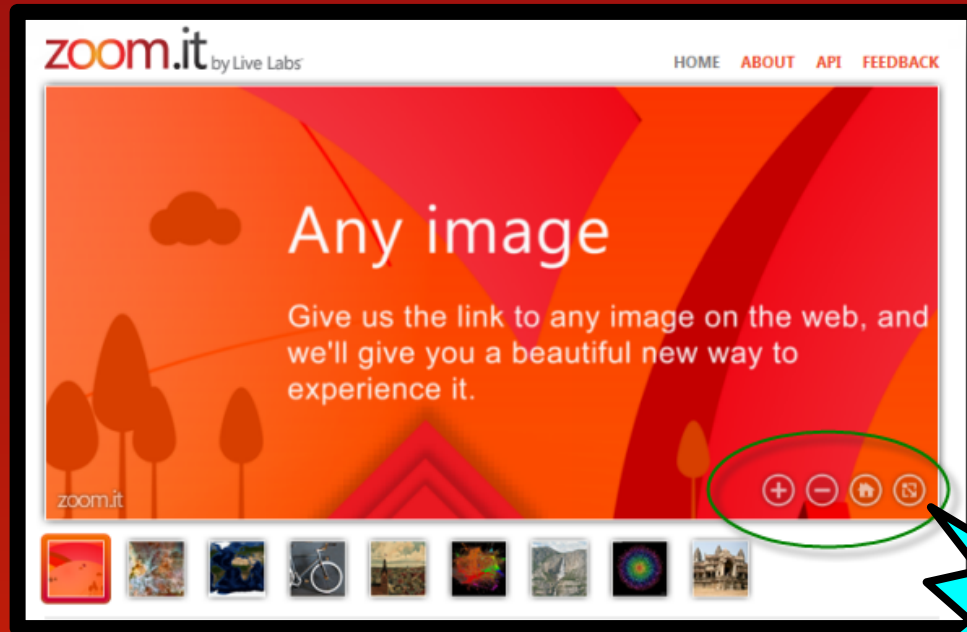 zoom.it by Live Labs
HOME ABOUT API FEEDBACK
Any image
Give us the link to any image on the web, and
we'll give you a beautiful new way to
experience it.
zoom.it